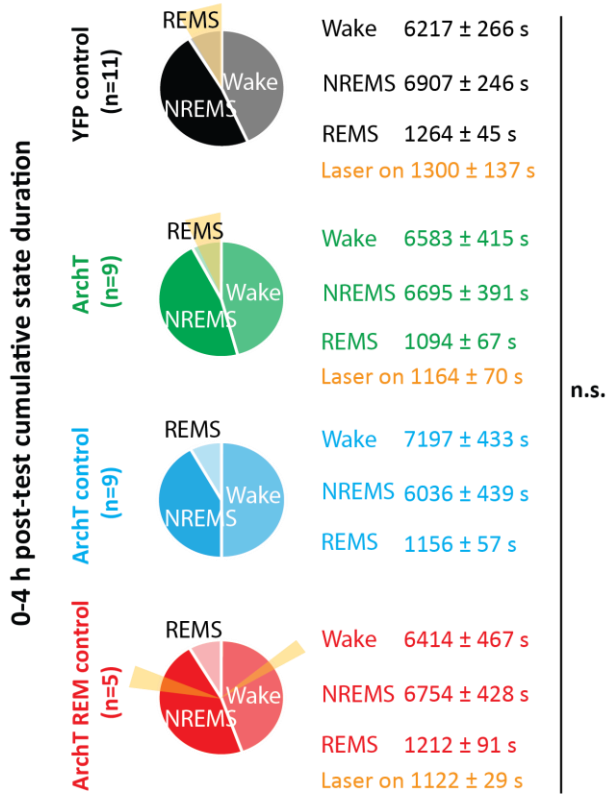 0-4 h post-test cumulative state duration
YFP control
(n=11)
REMS
Wake
NREMS
Wake 6217 ± 266 s
NREMS 6907 ± 246 s
REMS 1264 ± 45 s
Laser on 1300 ± 137 s
ArchT
(n=9)
REMS
Wake
NREMS
Wake 6583 ± 415 s
NREMS 6695 ± 391 s
REMS 1094 ± 67 s
Laser on 1164 ± 70 s
n.s.
ArchT control
(n=9)
REMS
Wake
NREMS
Wake 7197 ± 433 s
NREMS 6036 ± 439 s
REMS 1156 ± 57 s
ArchT REM control
(n=5)
REMS
Wake
NREMS
Wake 6414 ± 467 s
NREMS 6754 ± 428 s
REMS 1212 ± 91 s
Laser on 1122 ± 29 s